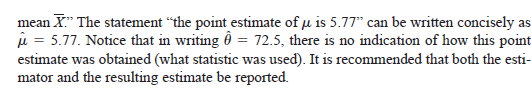 mean X̅.” The statement “the point estimate of μ is 5.77” can be written concisely as
μ̂ = 5.77. Notice that in writing θ̂ = 72.5, there is no indication of how this point
estimate was obtained (what statistic was used). It is recommended that both the esti-
mator and the resulting estimate be reported.